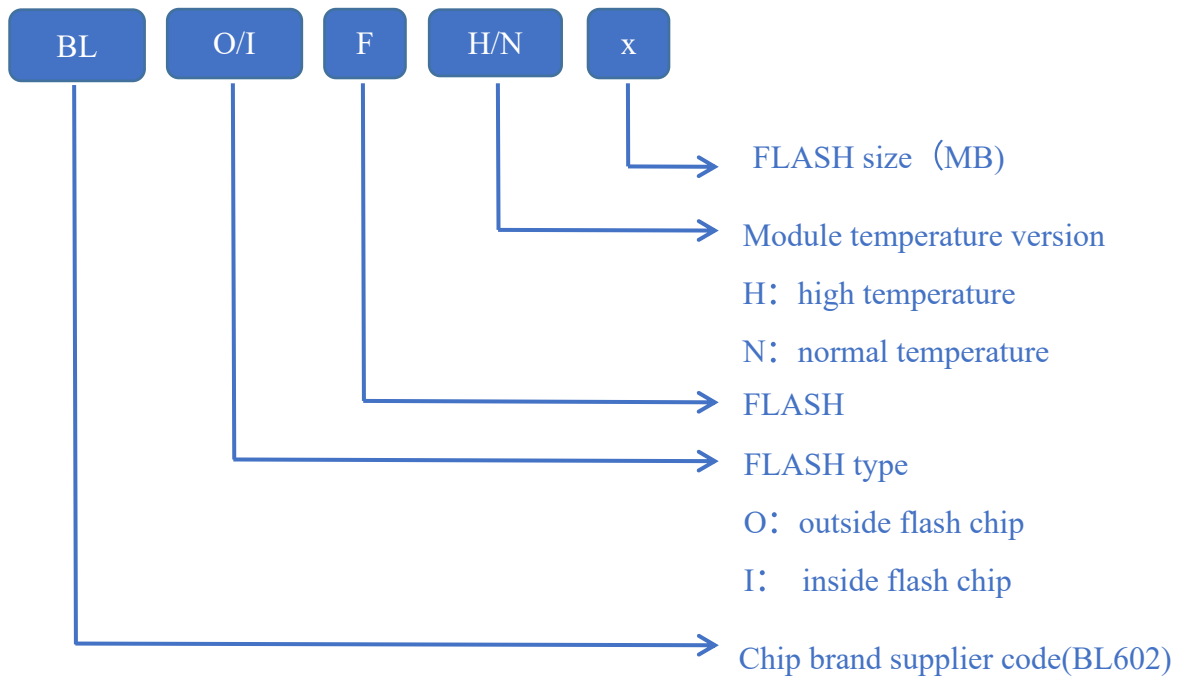 BL O/I F H/N x
FLASH size（MB)
Module temperature version
H：high temperature
N：normal temperature
FLASH
FLASH type
O：outside flash chip
I： inside flash chip
Chip brand supplier code(BL602)